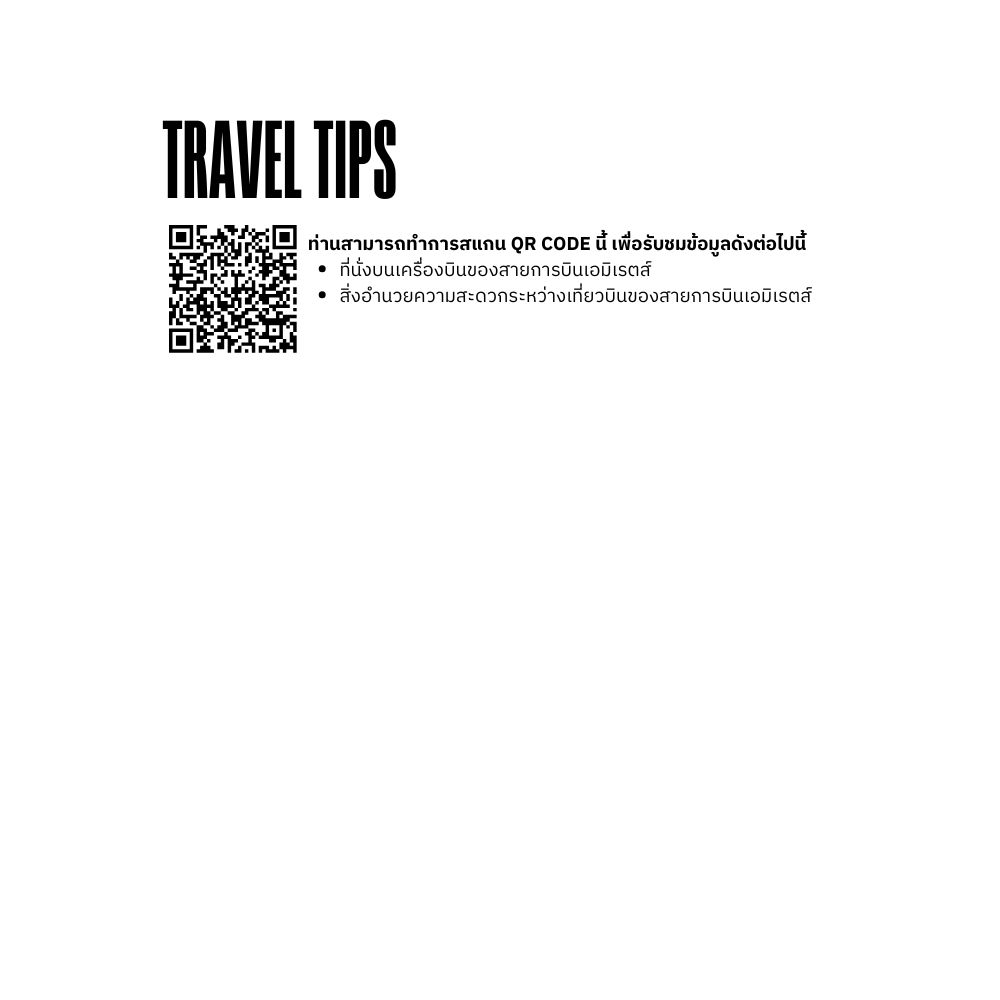 TRAVEL TIPS
ท่านสามารถทำการสแกน QR CODE นี้ เพื่อรับชมข้อมูลดังต่อไปนี้
• ที่นั่งบนเครื่องบินของสายการบินเอมิเรตส์
• สิ่งอำนวยความสะดวกระหว่างเที่ยวบินของสายการบินเอมิเรตส์